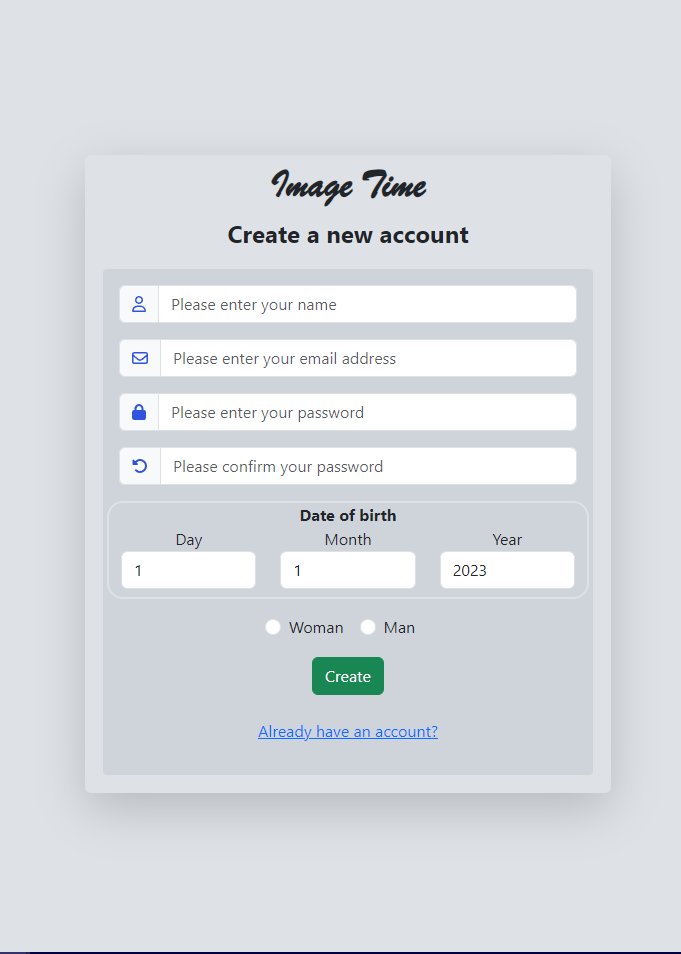 Image Time
Create a new account
Please enter your name
Please enter your email address
Please enter your password
Please confirm your password
Date of birth
Day Month Year
1 1 2023
Woman Man
Create
Already have an account?